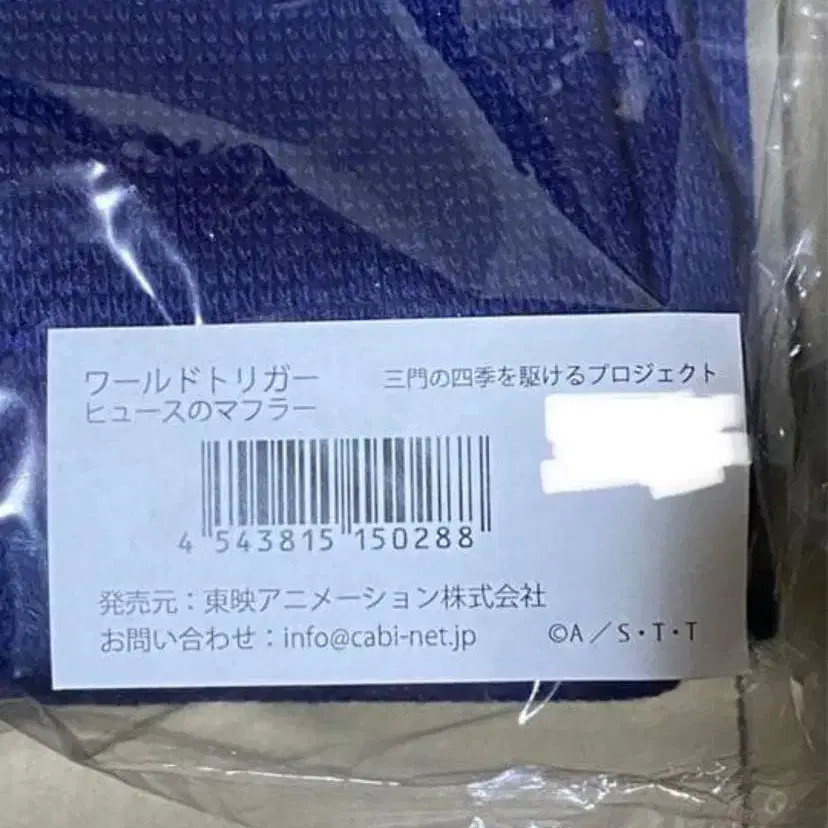 ワールドトリガー
三門の四季を駆けるプロジェクト
ヒュースのマフラー
4 543815 150288
発売元：東映アニメーション株式会社
お問い合わせ：info@cabi-net.jp
©A／S・T・T